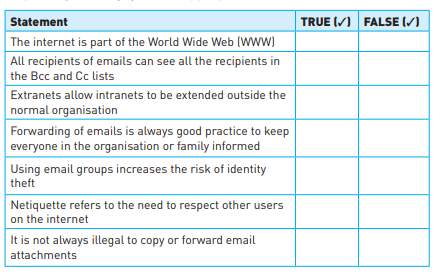 Statement TRUE (✓) FALSE (✓)
The internet is part of the World Wide Web (WWW)
All recipients of emails can see all the recipients in
the Bcc and Cc lists
Extranets allow intranets to be extended outside the
normal organisation
Forwarding of emails is always good practice to keep
everyone in the organisation or family informed
Using email groups increases the risk of identity
theft
Netiquette refers to the need to respect other users
on the internet
It is not always illegal to copy or forward email
attachments